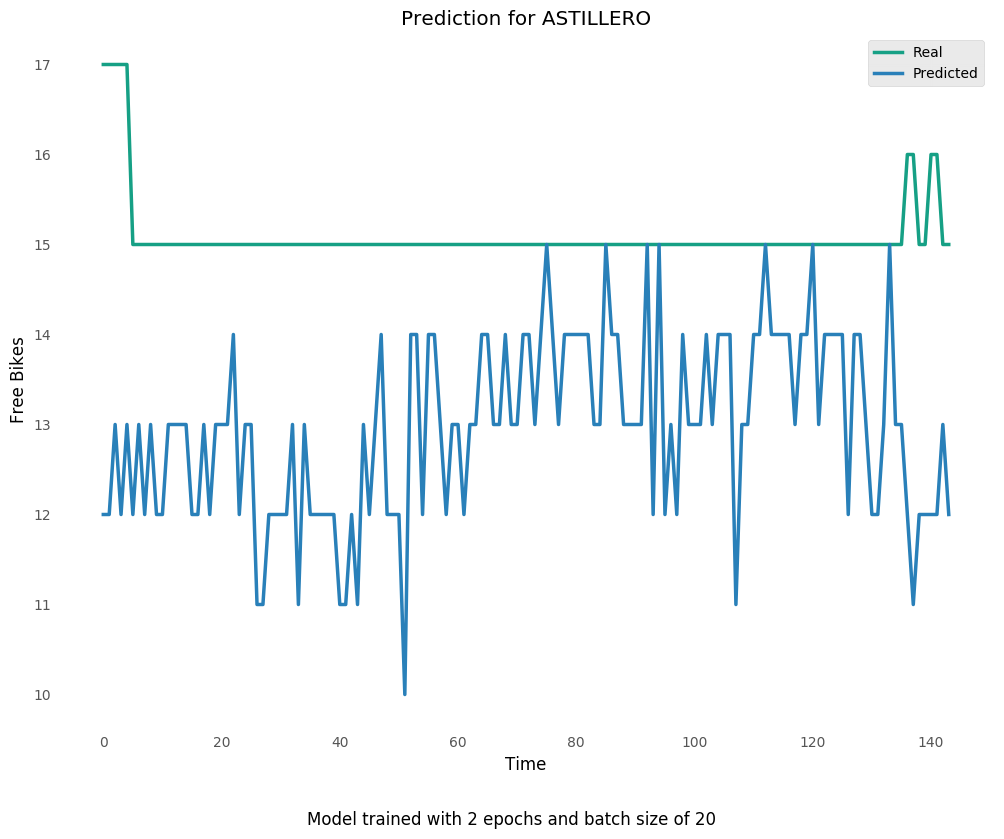 Prediction for ASTILLERO
Real
Predicted
17
16
15
14
13
12
11
10
Free Bikes
0 20 40 60 80 100 120 140
Time
Model trained with 2 epochs and batch size of 20